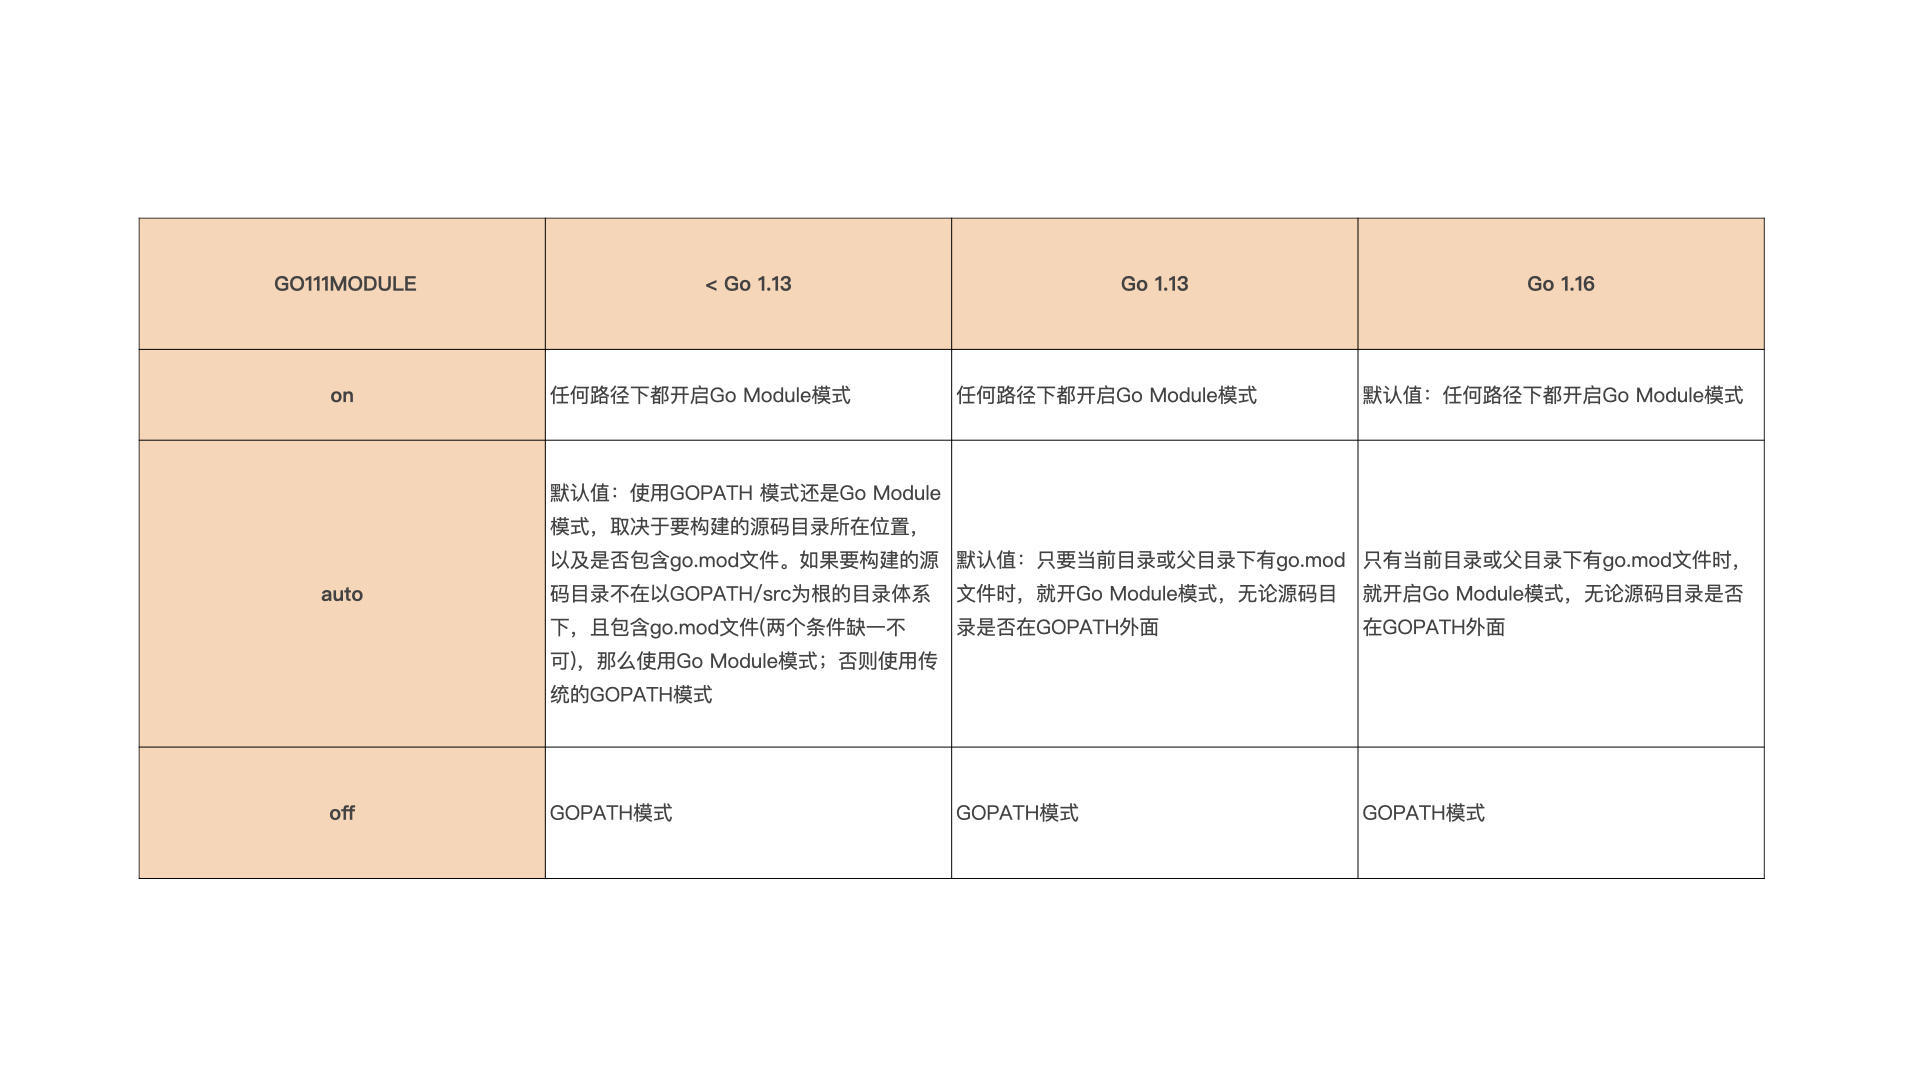 GO111MODULE
< Go 1.13
Go 1.13
Go 1.16
on
任何路径下都开启Go Module模式
任何路径下都开启Go Module模式
默认值：任何路径下都开启Go Module模式
auto
默认值：使用GOPATH 模式还是Go Module
模式，取决于要构建的源码目录所在位置，
以及是否包含go.mod文件。如果要构建的源
码目录不在以GOPATH/src为根的目录体系
下，且包含go.mod文件(两个条件缺一不
可)，那么使用Go Module模式；否则使用传
统的GOPATH模式
默认值：只要当前目录或父目录下有go.mod
文件时，就开Go Module模式，无论源码目
录是否在GOPATH外面
只有当前目录或父目录下有go.mod文件时，
就开启Go Module模式，无论源码目录是否
在GOPATH外面
off
GOPATH模式
GOPATH模式
GOPATH模式